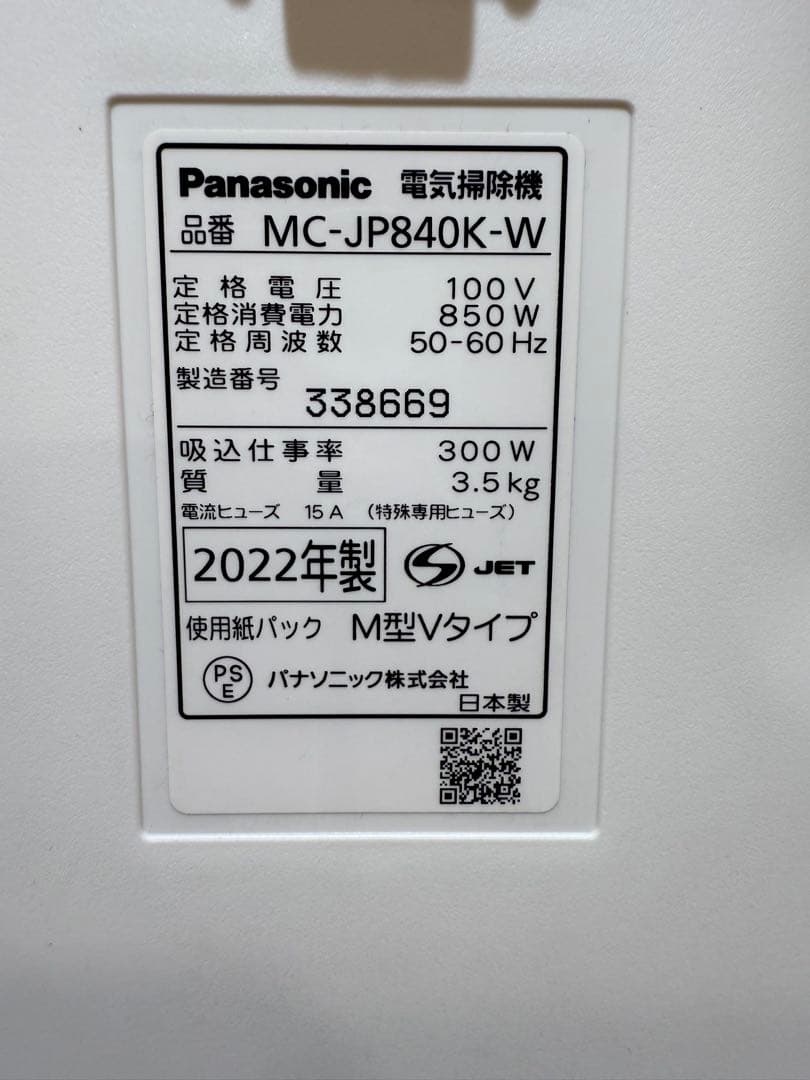 Panasonic 電気掃除機
品番 MC-JP840K-W
定格電圧 100V
定格消費電力 850W
定格周波数 50-60Hz
製造番号
338669
吸込仕事率 300W
質量 3.5kg
電流ヒューズ 15A (特殊専用ヒューズ)
2022年製 S JET
使用紙パック M型Vタイプ
PS
E
パナソニック株式会社
日本製